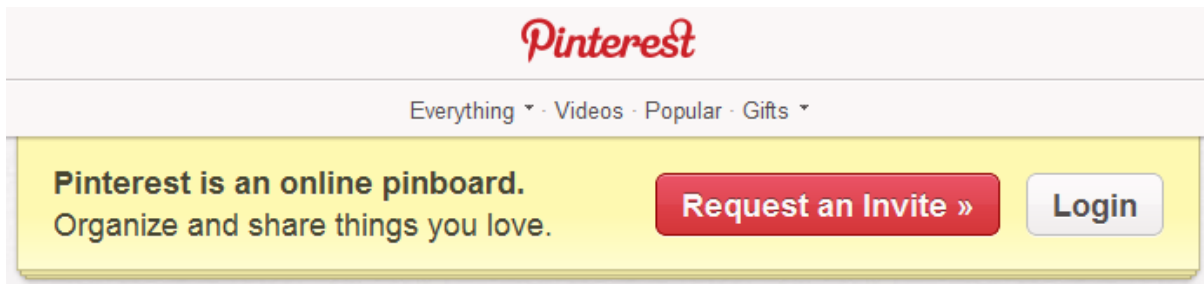 Pinterest
Everything · Videos · Popular · Gifts
Pinterest is an online pinboard.
Organize and share things you love.
Request an Invite »
Login